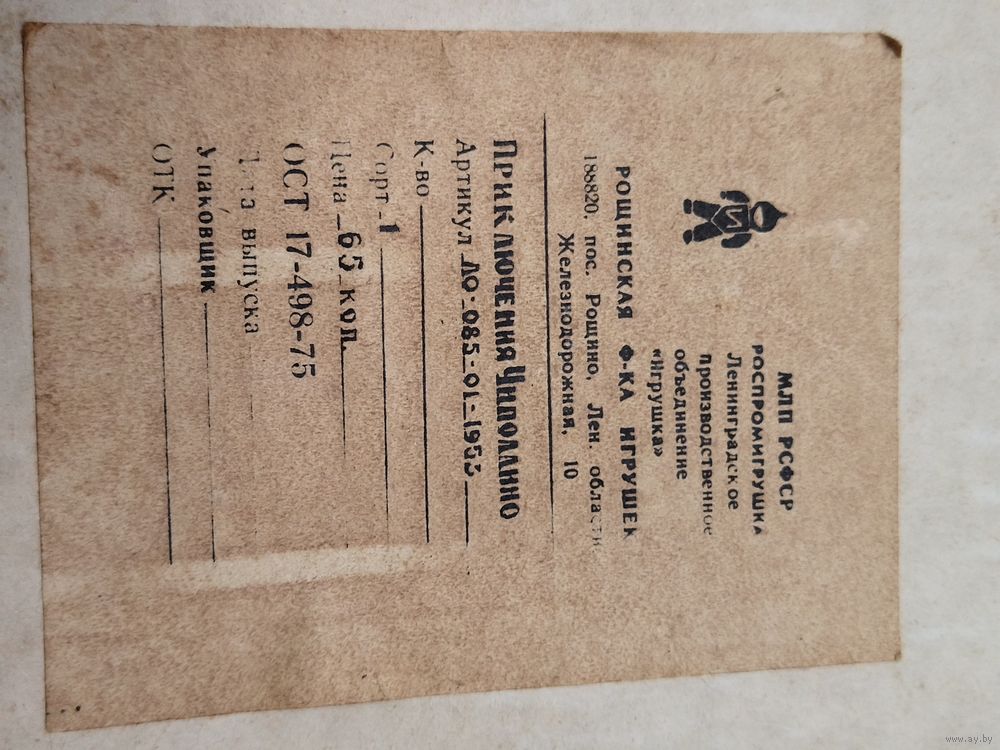 МЛП РСФСР
РОСПРОМИГРУШКА
Ленинградское
производственное
объединение
«Игрушка»
РОЩИНСКАЯ Ф-КА ИГРУШЕК
188820, пос. Рощино, Лен. области
Железнодорожная, 10
ПРИКЛЮЧЕНИЯ ЧИПОЛЛИНО
Артикул ДО-085-01-1953
К-во
Сорт 1
Цена 65 коп.
ОСТ 17-498-75
Дата выпуска
Упаковщик
ОТК
www.ay.by